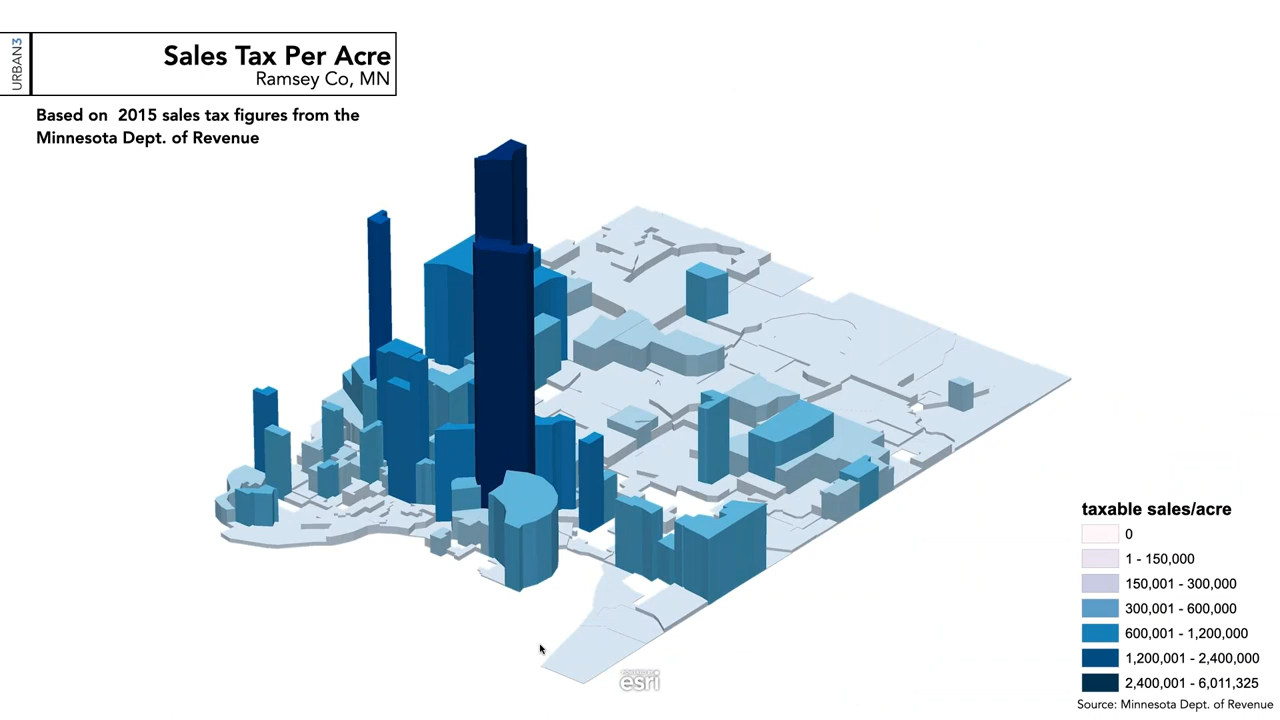 URBAN3
Sales Tax Per Acre
Ramsey Co, MN
Based on 2015 sales tax figures from the
Minnesota Dept. of Revenue
taxable sales/acre
0
1 - 150,000
150,001 - 300,000
300,001 - 600,000
600,001 - 1,200,000
1,200,001 - 2,400,000
2,400,001 - 6,011,325
Source: Minnesota Dept. of Revenue
esri